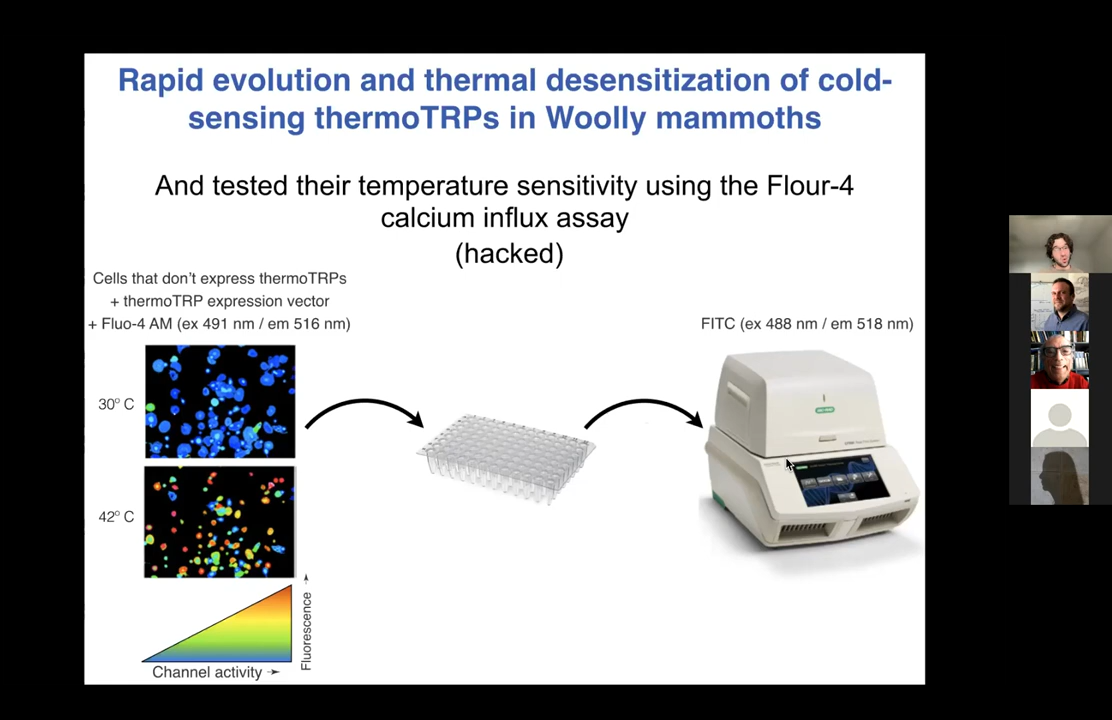 Rapid evolution and thermal desensitization of cold-
sensing thermoTRPs in Woolly mammoths
And tested their temperature sensitivity using the Flour-4
calcium influx assay
(hacked)
Cells that don't express thermoTRPs
+ thermoTRP expression vector
+ Fluo-4 AM (ex 491 nm / em 516 nm)
FITC (ex 488 nm / em 518 nm)
30° C
42° C
Fluorescence →
Channel activity →
BIO-RAD